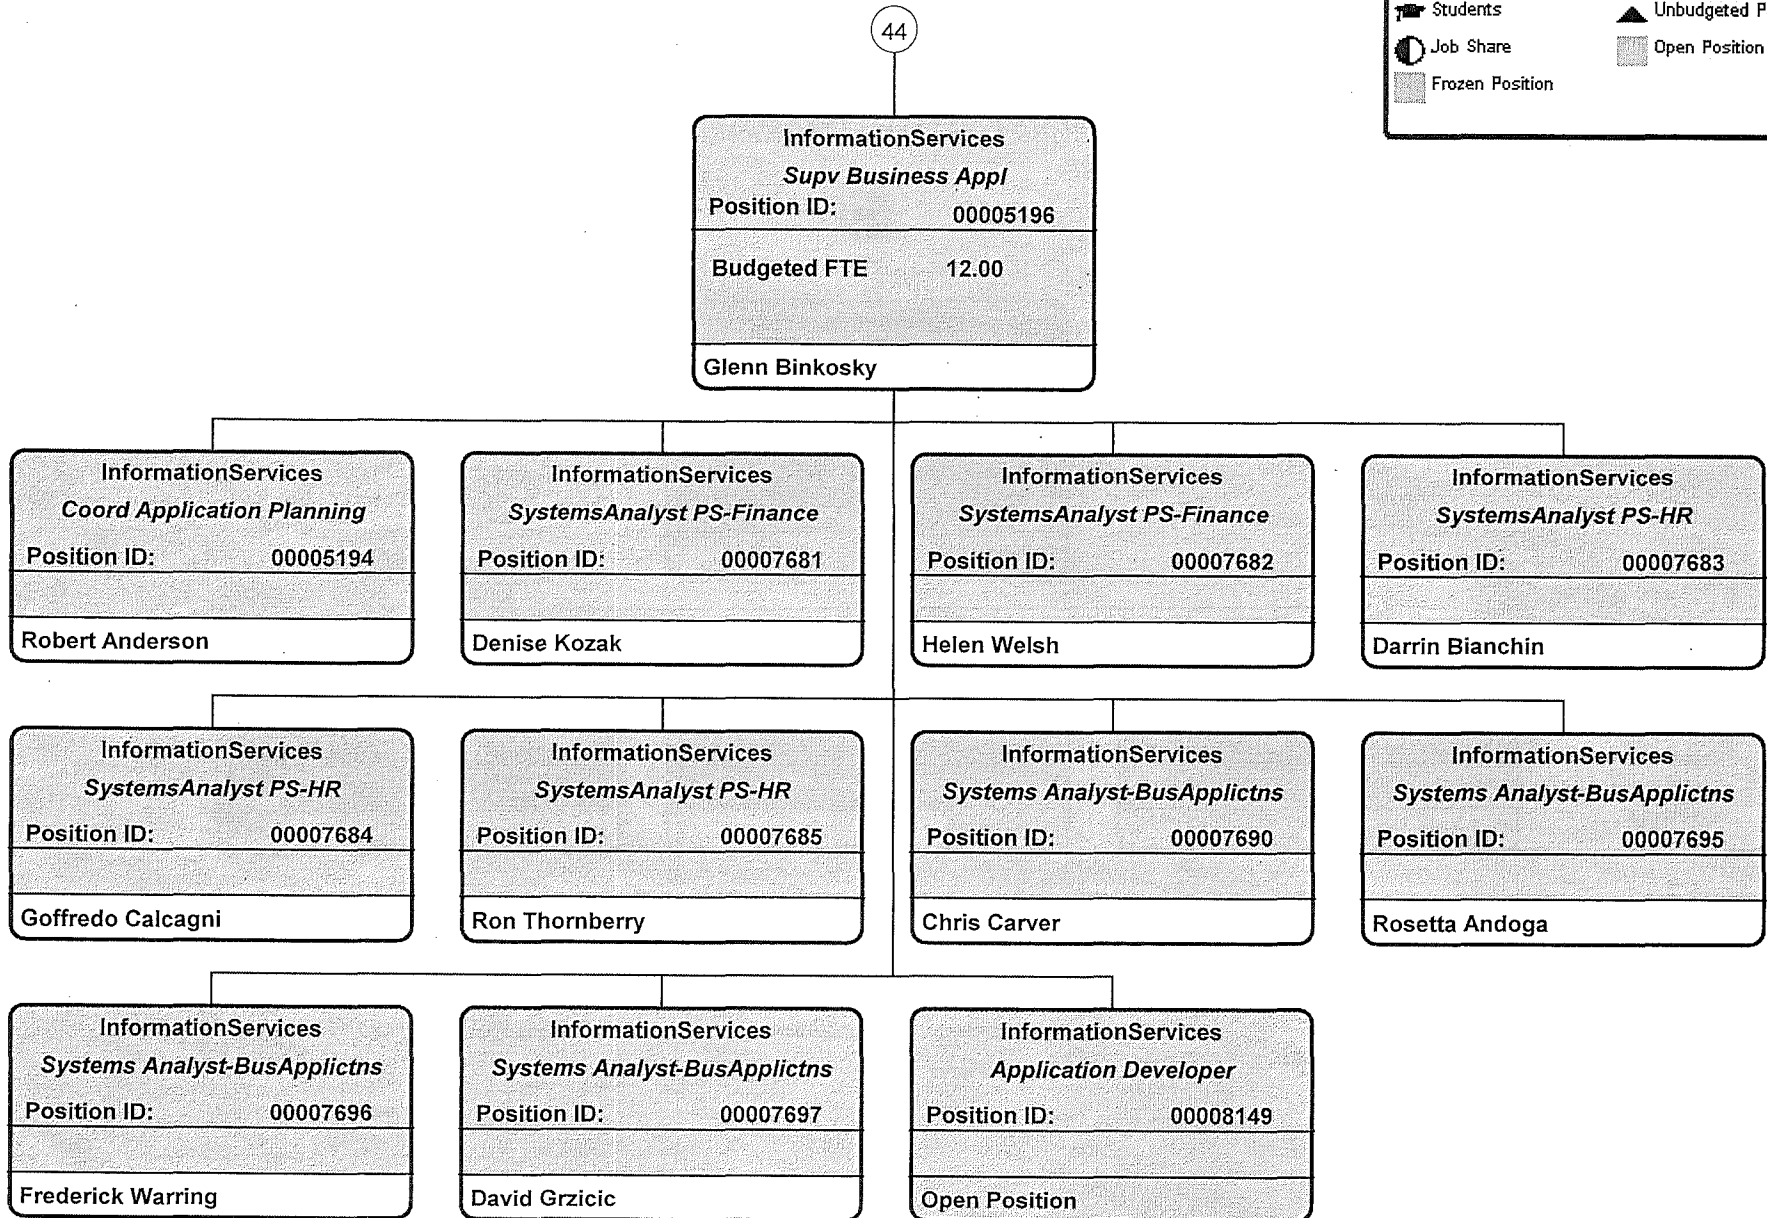 44
Students
Unbudgeted P
Job Share
Open Position
Frozen Position
InformationServices
Supv Business Appl
Position ID: 00005196
Budgeted FTE 12.00
Glenn Binkosky
InformationServices
Coord Application Planning
Position ID: 00005194
Robert Anderson
InformationServices
SystemsAnalyst PS-Finance
Position ID: 00007681
Denise Kozak
InformationServices
SystemsAnalyst PS-Finance
Position ID: 00007682
Helen Welsh
InformationServices
SystemsAnalyst PS-HR
Position ID: 00007683
Darrin Bianchin
InformationServices
SystemsAnalyst PS-HR
Position ID: 00007684
Goffredo Calcagni
InformationServices
SystemsAnalyst PS-HR
Position ID: 00007685
Ron Thornberry
InformationServices
Systems Analyst-BusApplictns
Position ID: 00007690
Chris Carver
InformationServices
Systems Analyst-BusApplictns
Position ID: 00007695
Rosetta Andoga
InformationServices
Systems Analyst-BusApplictns
Position ID: 00007696
Frederick Warring
InformationServices
Systems Analyst-BusApplictns
Position ID: 00007697
David Grzicic
InformationServices
Application Developer
Position ID: 00008149
Open Position